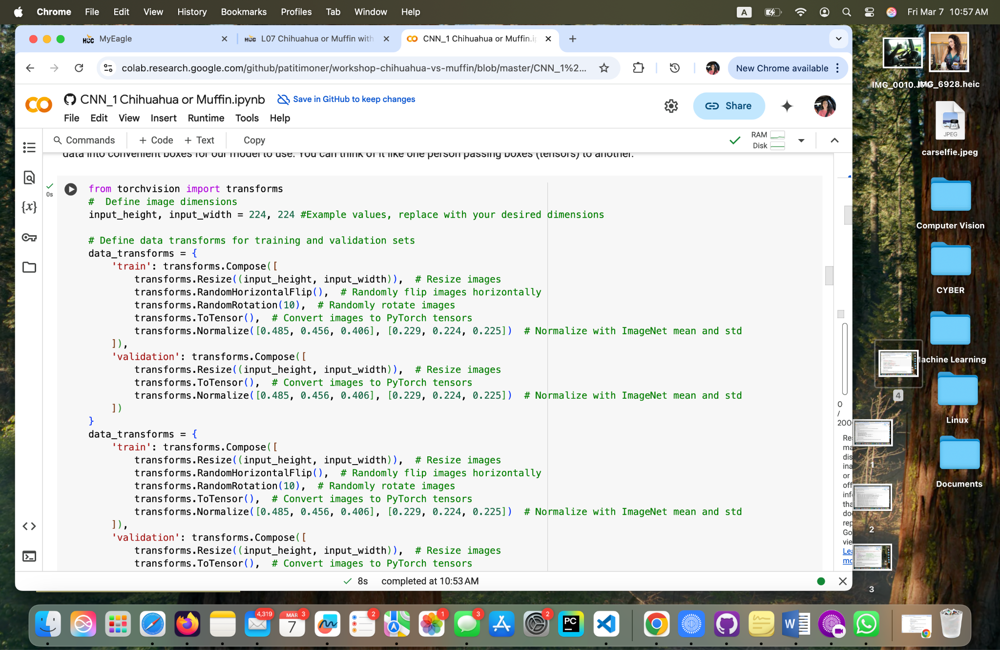 Chrome File Edit View History Bookmarks Profiles Tab Window Help A Fri Mar 7 10:57 AM
HCC MyEagle HCC L07 Chihuahua or Muffin with CNN_1 Chihuahua or Muffin.ip
colab.research.google.com/github/patitimoner/workshop-chihuahua-vs-muffin/blob/master/CNN_1%2... New Chrome available
CNN_1 Chihuahua or Muffin.ipynb Save in GitHub to keep changes
Share
File Edit View Insert Runtime Tools Help
Commands + Code + Text Copy RAM Disk
data into convenient boxes for our model to use. You can think of it like one person passing boxes (tensors) to another.
0s
from torchvision import transforms
#  Define image dimensions
input_height, input_width = 224, 224 #Example values, replace with your desired dimensions
# Define data transforms for training and validation sets
data_transforms = {
    'train': transforms.Compose([
        transforms.Resize((input_height, input_width)),  # Resize images
        transforms.RandomHorizontalFlip(),  # Randomly flip images horizontally
        transforms.RandomRotation(10),  # Randomly rotate images
        transforms.ToTensor(),  # Convert images to PyTorch tensors
        transforms.Normalize([0.485, 0.456, 0.406], [0.229, 0.224, 0.225])  # Normalize with ImageNet mean and std
    ]),
    'validation': transforms.Compose([
        transforms.Resize((input_height, input_width)),  # Resize images
        transforms.ToTensor(),  # Convert images to PyTorch tensors
        transforms.Normalize([0.485, 0.456, 0.406], [0.229, 0.224, 0.225])  # Normalize with ImageNet mean and std
    ])
}
data_transforms = {
    'train': transforms.Compose([
        transforms.Resize((input_height, input_width)),  # Resize images
        transforms.RandomHorizontalFlip(),  # Randomly flip images horizontally
        transforms.RandomRotation(10),  # Randomly rotate images
        transforms.ToTensor(),  # Convert images to PyTorch tensors
        transforms.Normalize([0.485, 0.456, 0.406], [0.229, 0.224, 0.225])  # Normalize with ImageNet mean and std
    ]),
    'validation': transforms.Compose([
        transforms.Resize((input_height, input_width)),  # Resize images
        transforms.ToTensor(),  # Convert images to PyTorch tensors
8s completed at 10:53 AM
0
/
200
Re
ma
dis
ina
or
off
inf
tha
do
rep
Go
vie
Lea
mo
IMG_6928.heic
JPEG
carselfie.jpeg
Computer Vision
CYBER
Machine Learning
4
Linux
1
Documents
2
3
4,319 MAR 3 7 2 1 3 2 PC W